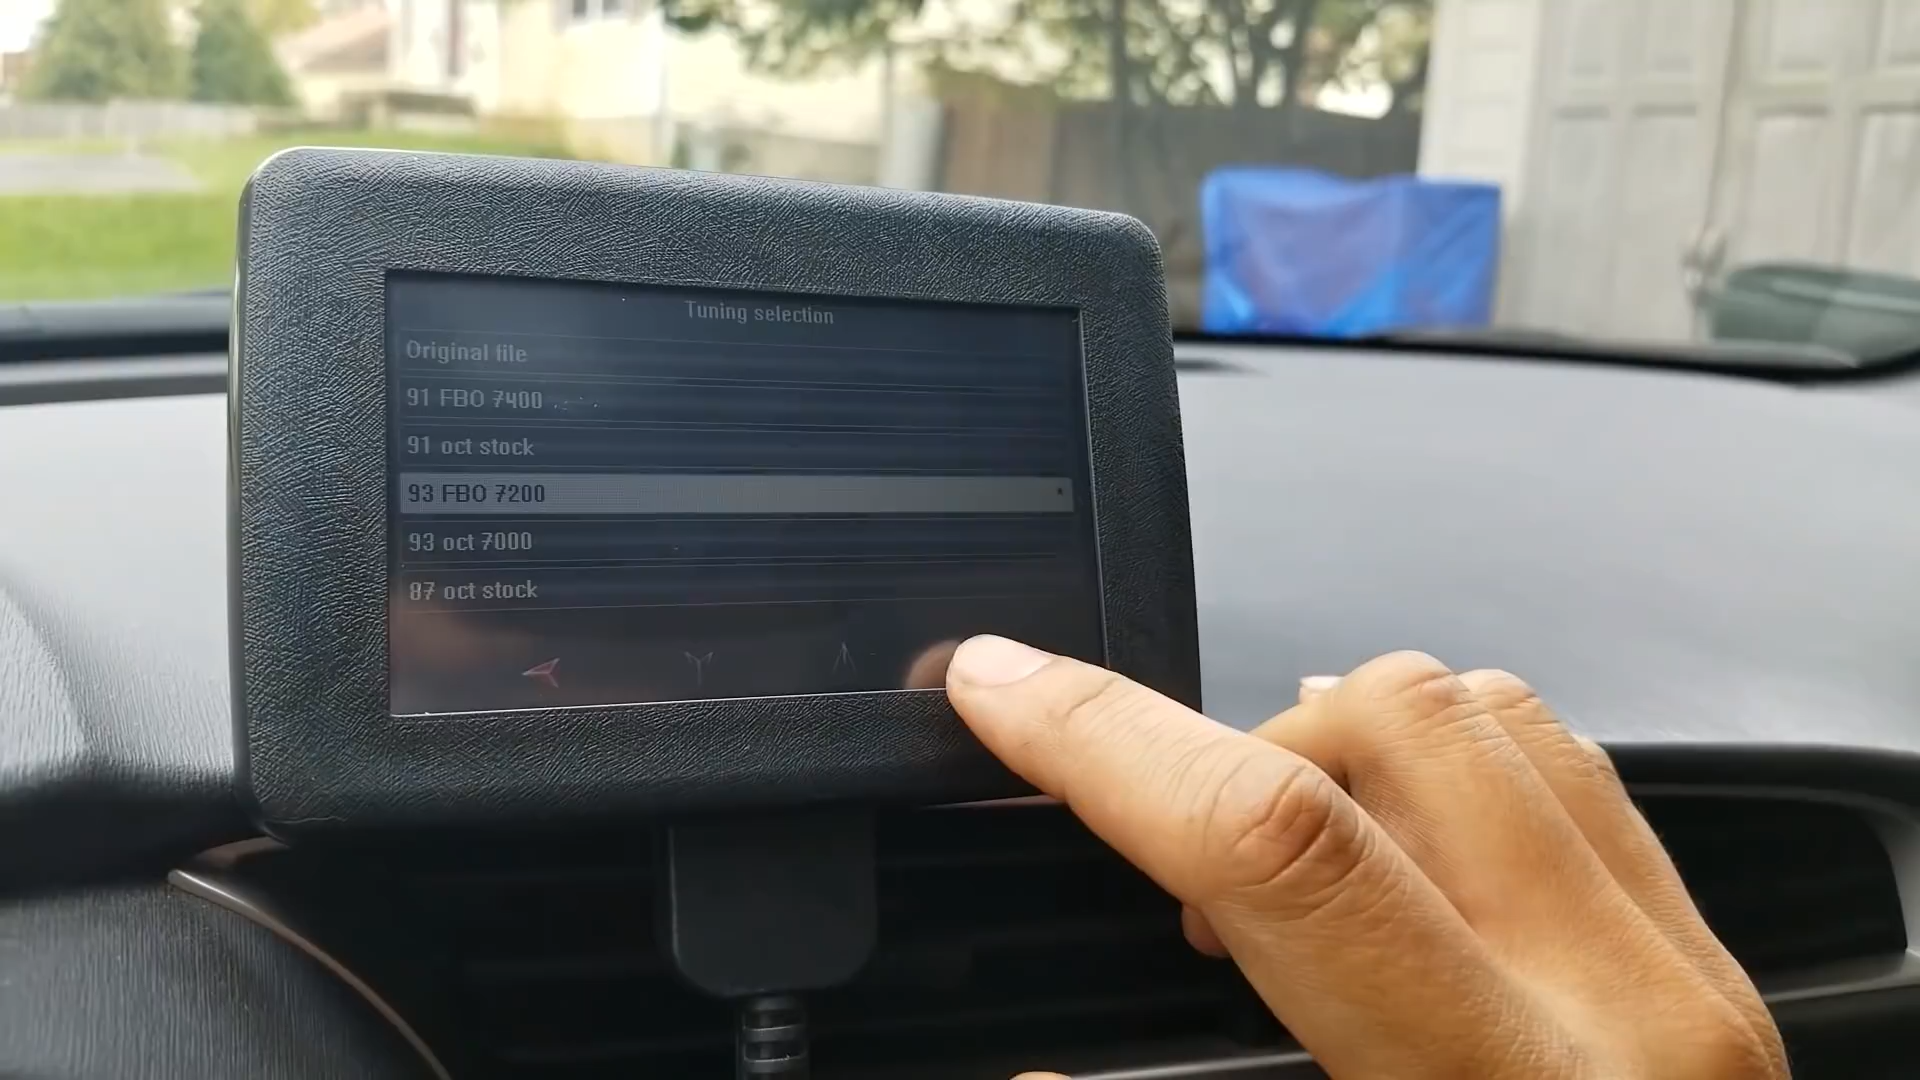 Tuning selection
Original file
91 FBO 7400
91 oct stock
93 FBO 7200
93 oct 7000
87 oct stock